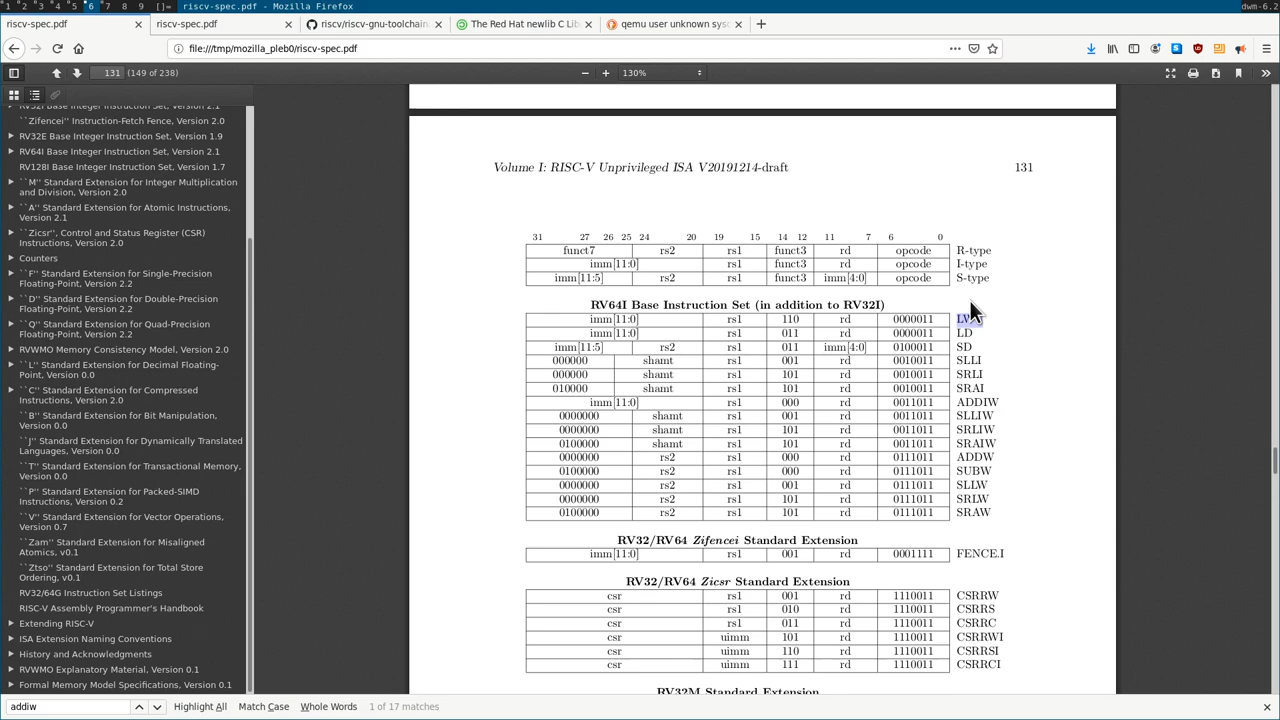 1 2 3 4 5 6 7 8 9 []= riscv-spec.pdf - Mozilla Firefox dwm-6.2
riscv-spec.pdf × riscv-spec.pdf × riscv/riscv-gnu-toolchain: × The Red Hat newlib C Lib × qemu user unknown sys ×
file:///tmp/mozilla_pleb0/riscv-spec.pdf
131 (149 of 238) 130%
RV32I Base Integer Instruction Set, Version 2.1
``Zifencei'' Instruction-Fetch Fence, Version 2.0
RV32E Base Integer Instruction Set, Version 1.9
RV64I Base Integer Instruction Set, Version 2.1
RV128I Base Integer Instruction Set, Version 1.7
``M'' Standard Extension for Integer Multiplication
and Division, Version 2.0
``A'' Standard Extension for Atomic Instructions,
Version 2.1
``Zicsr'', Control and Status Register (CSR)
Instructions, Version 2.0
Counters
``F'' Standard Extension for Single-Precision
Floating-Point, Version 2.2
``D'' Standard Extension for Double-Precision
Floating-Point, Version 2.2
``Q'' Standard Extension for Quad-Precision
Floating-Point, Version 2.2
RVWMO Memory Consistency Model, Version 2.0
``L'' Standard Extension for Decimal Floating-
Point, Version 0.0
``C'' Standard Extension for Compressed
Instructions, Version 2.0
``B'' Standard Extension for Bit Manipulation,
Version 0.0
``J'' Standard Extension for Dynamically Translated
Languages, Version 0.0
``T'' Standard Extension for Transactional Memory,
Version 0.0
``P'' Standard Extension for Packed-SIMD
Instructions, Version 0.2
``V'' Standard Extension for Vector Operations,
Version 0.7
``Zam'' Standard Extension for Misaligned
Atomics, v0.1
``Ztso'' Standard Extension for Total Store
Ordering, v0.1
RV32/64G Instruction Set Listings
RISC-V Assembly Programmer's Handbook
Extending RISC-V
ISA Extension Naming Conventions
History and Acknowledgments
RVWMO Explanatory Material, Version 0.1
Formal Memory Model Specifications, Version 0.1
Volume I: RISC-V Unprivileged ISA V20191214-draft 131
31 27 26 25 24 20 19 15 14 12 11 7 6 0
funct7 rs2 rs1 funct3 rd opcode R-type
imm[11:0] rs1 funct3 rd opcode I-type
imm[11:5] rs2 rs1 funct3 imm[4:0] opcode S-type
RV64I Base Instruction Set (in addition to RV32I)
imm[11:0] rs1 110 rd 0000011
imm[11:0] rs1 011 rd 0000011 LD
imm[11:5] rs2 rs1 011 imm[4:0] 0100011 SD
000000 shamt rs1 001 rd 0010011 SLLI
000000 shamt rs1 101 rd 0010011 SRLI
010000 shamt rs1 101 rd 0010011 SRAI
imm[11:0] rs1 000 rd 0011011 ADDIW
0000000 shamt rs1 001 rd 0011011 SLLIW
0000000 shamt rs1 101 rd 0011011 SRLIW
0100000 shamt rs1 101 rd 0011011 SRAIW
0000000 rs2 rs1 000 rd 0111011 ADDW
0100000 rs2 rs1 000 rd 0111011 SUBW
0000000 rs2 rs1 001 rd 0111011 SLLW
0000000 rs2 rs1 101 rd 0111011 SRLW
0100000 rs2 rs1 101 rd 0111011 SRAW
RV32/RV64 Zifencei Standard Extension
imm[11:0] rs1 001 rd 0001111 FENCE.I
RV32/RV64 Zicsr Standard Extension
csr rs1 001 rd 1110011 CSRRW
csr rs1 010 rd 1110011 CSRRS
csr rs1 011 rd 1110011 CSRRC
csr uimm 101 rd 1110011 CSRRWI
csr uimm 110 rd 1110011 CSRRSI
csr uimm 111 rd 1110011 CSRRCI
RV32M Standard Extension
addiw Highlight All Match Case Whole Words 1 of 17 matches